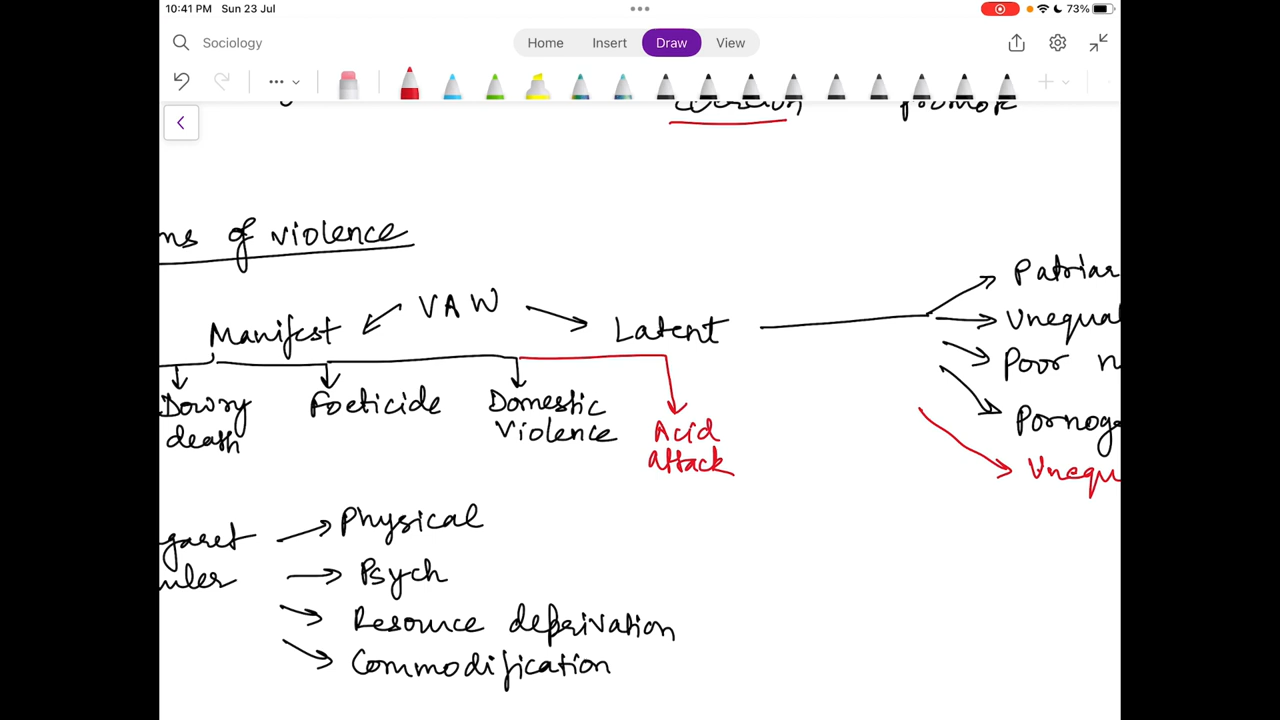 10:41 PM Sun 23 Jul
73%
Sociology
Home Insert Draw View
ns of violence
VAW
Manifest Latent
Patriar
Unequal
Poor n
Pornog
Unequ
Dowry death
Foeticide
Domestic Violence
Acid attack
garet
Physical
Psych
Resource deprivation
Commodification